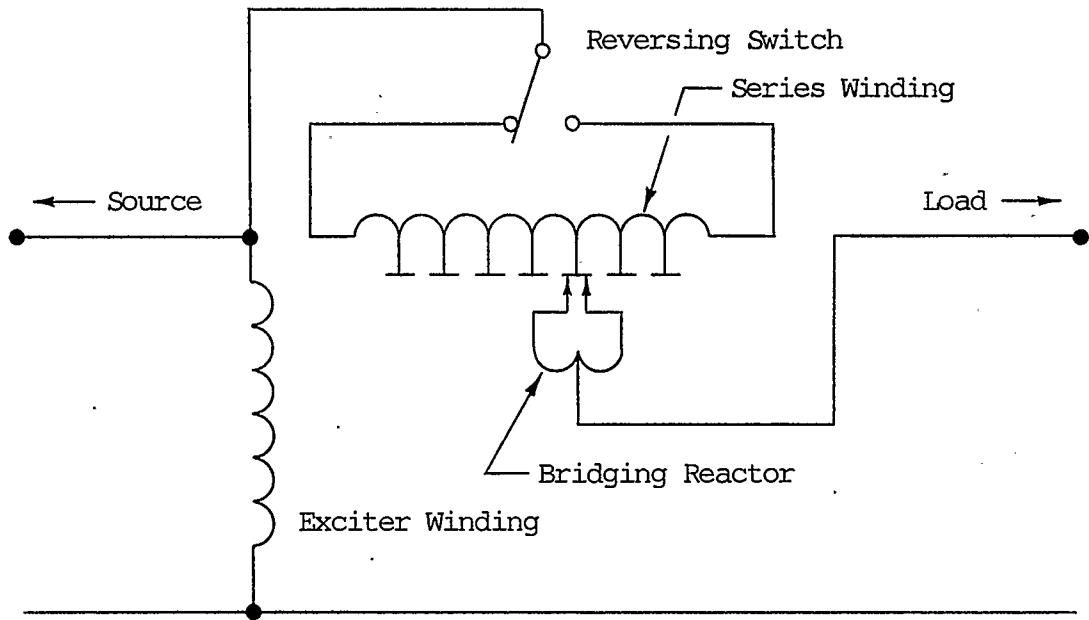 Reversing Switch
Series Winding
Source
Load
Bridging Reactor
Exciter Winding